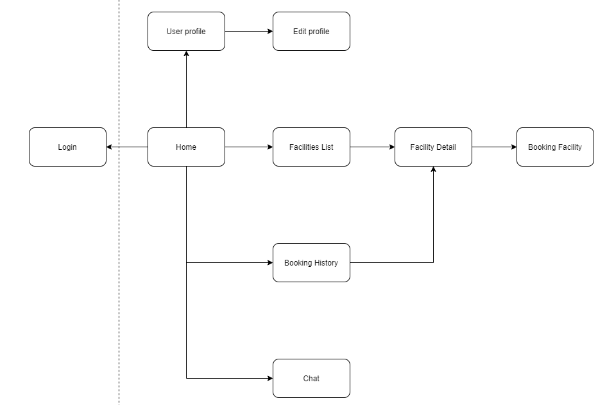 User profile
Edit profile
Login
Home
Facilities List
Facility Detail
Booking Facility
Booking History
Chat